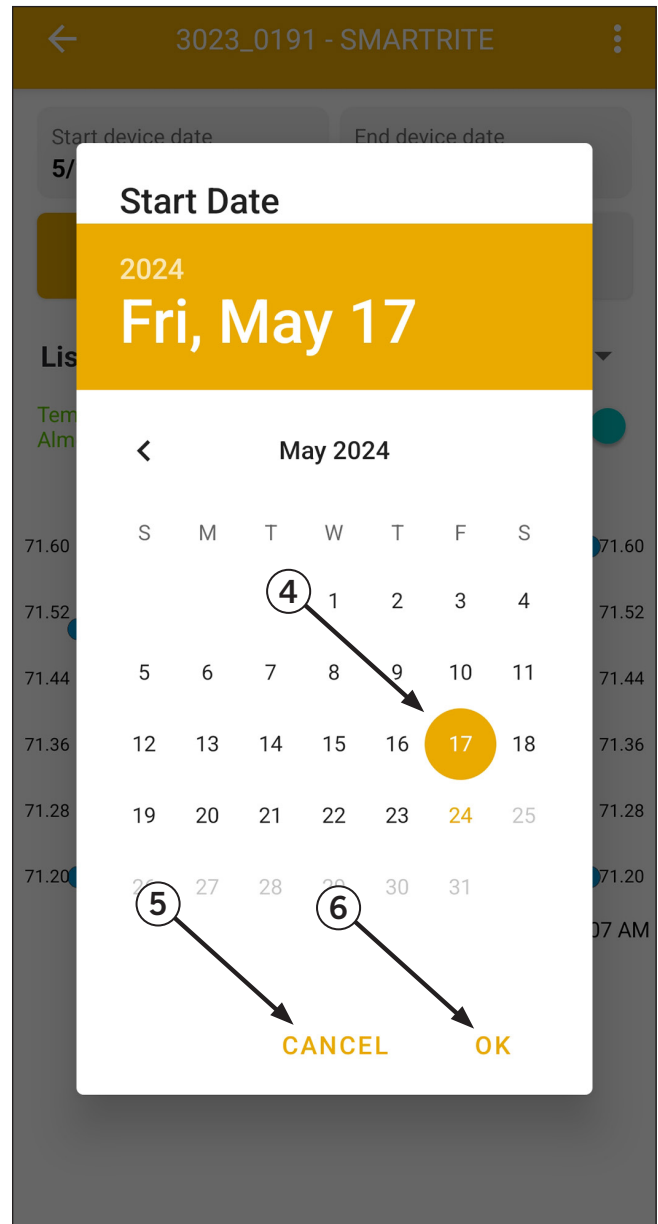 3023_0191 - SMARTRITE
Start device date
End device date
5/
Start Date
2024
Fri, May 17
Lis
Tem
Alm
May 2024
S M T W T F S
1 2 3 4
5 6 7 8 9 10 11
12 13 14 15 16 17 18
19 20 21 22 23 24 25
26 27 28 29 30 31
4
5
6
71.60
71.52
71.44
71.36
71.28
71.20
71.60
71.52
71.44
71.36
71.28
71.20
07 AM
CANCEL OK